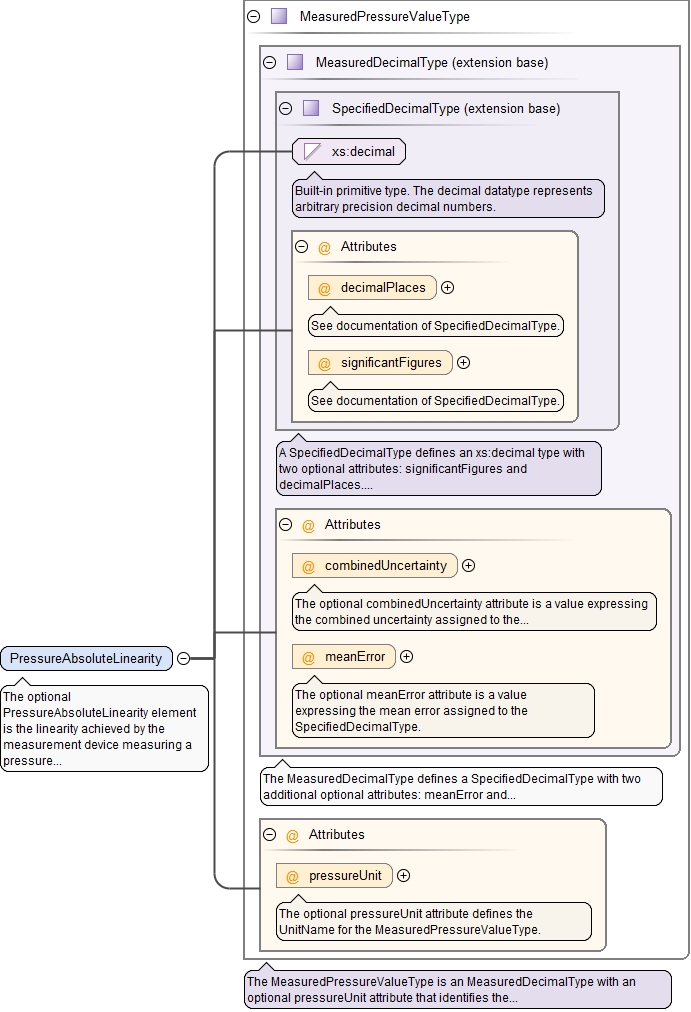 MeasuredPressureValueType
MeasuredDecimalType (extension base)
SpecifiedDecimalType (extension base)
xs:decimal
Built-in primitive type. The decimal datatype represents
arbitrary precision decimal numbers.
@ Attributes
@ decimalPlaces
See documentation of SpecifiedDecimalType.
@ significantFigures
See documentation of SpecifiedDecimalType.
A SpecifiedDecimalType defines an xs:decimal type with
two optional attributes: significantFigures and
decimalPlaces....
@ Attributes
@ combinedUncertainty
The optional combinedUncertainty attribute is a value expressing
the combined uncertainty assigned to the...
@ meanError
The optional meanError attribute is a value
expressing the mean error assigned to the
SpecifiedDecimalType.
PressureAbsoluteLinearity
The optional
PressureAbsoluteLinearity element
is the linearity achieved by the
measurement device measuring a
pressure...
The MeasuredDecimalType defines a SpecifiedDecimalType with two
additional optional attributes: meanError and...
@ Attributes
@ pressureUnit
The optional pressureUnit attribute defines the
UnitName for the MeasuredPressureValueType.
The MeasuredPressureValueType is an MeasuredDecimalType with an
optional pressureUnit attribute that identifies the...